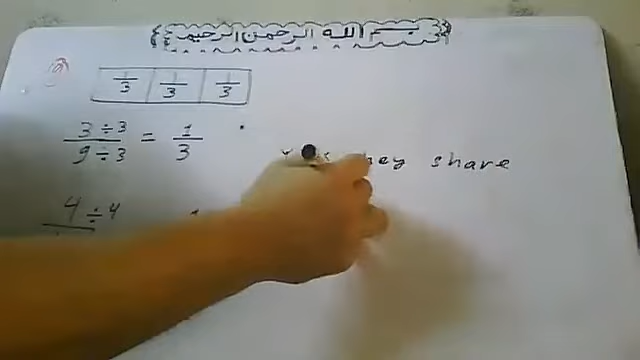 بسم الله الرحمن الرحيم
1/3 1/3 1/3
3÷3 / 9÷3 = 1/3
4÷4
share